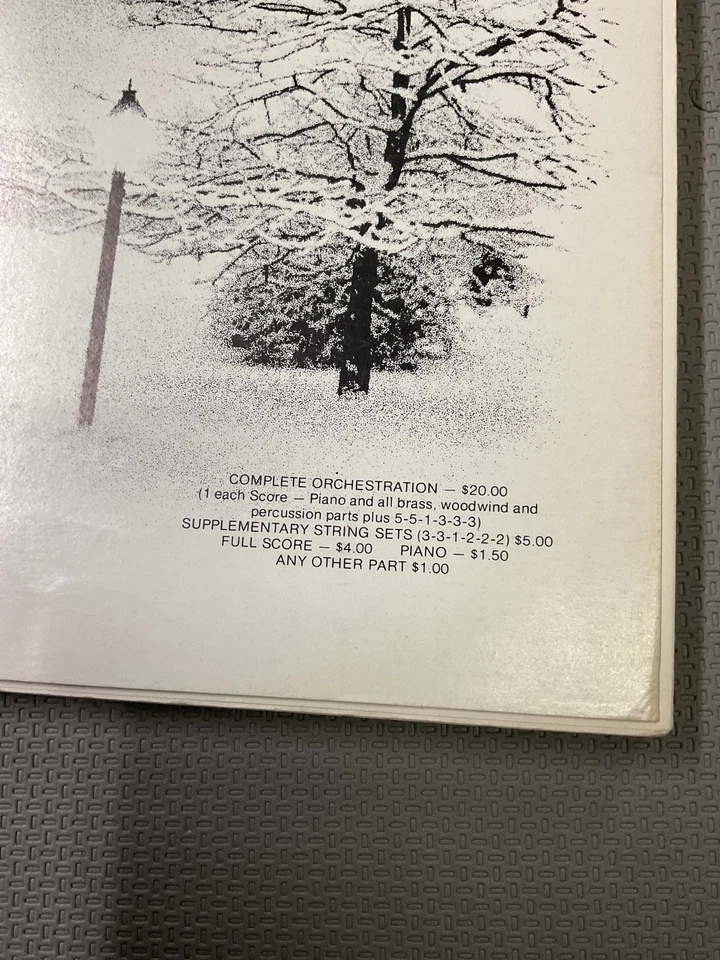 COMPLETE ORCHESTRATION — $20.00
(1 each Score — Piano and all brass, woodwind and
percussion parts plus 5-5-1-3-3-3)
SUPPLEMENTARY STRING SETS (3-3-1-2-2-2) $5.00
FULL SCORE — $4.00 PIANO — $1.50
ANY OTHER PART $1.00